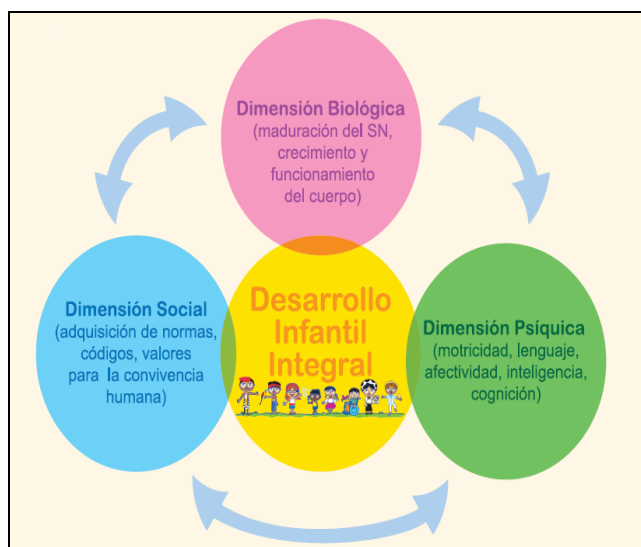 Dimensión Biológica
(maduración del SN,
crecimiento y
funcionamiento
del cuerpo)
Dimensión Social
(adquisición de normas,
códigos, valores
para la convivencia
humana)
Desarrollo
Infantil
Integral
Dimensión Psíquica
(motricidad, lenguaje,
afectividad, inteligencia,
cognición)